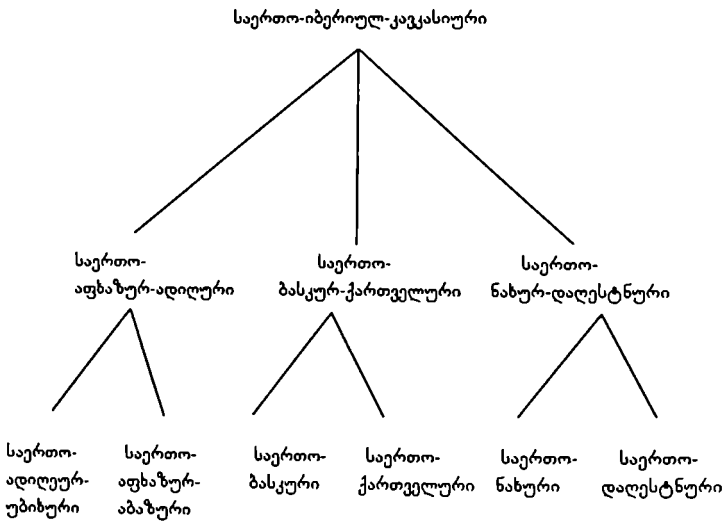 საერთო-იბერიულ-კავკასიური
საერთო-
აფხაზურ-ადიღური
საერთო-
ბასკურ-ქართველური
საერთო-
ნახურ-დაღესტნური
საერთო-
ადიღეურ-
უბიხური
საერთო-
აფხაზურ-
აბაზური
საერთო-
ბასკური
საერთო-
ქართველური
საერთო-
ნახური
საერთო-
დაღესტნური